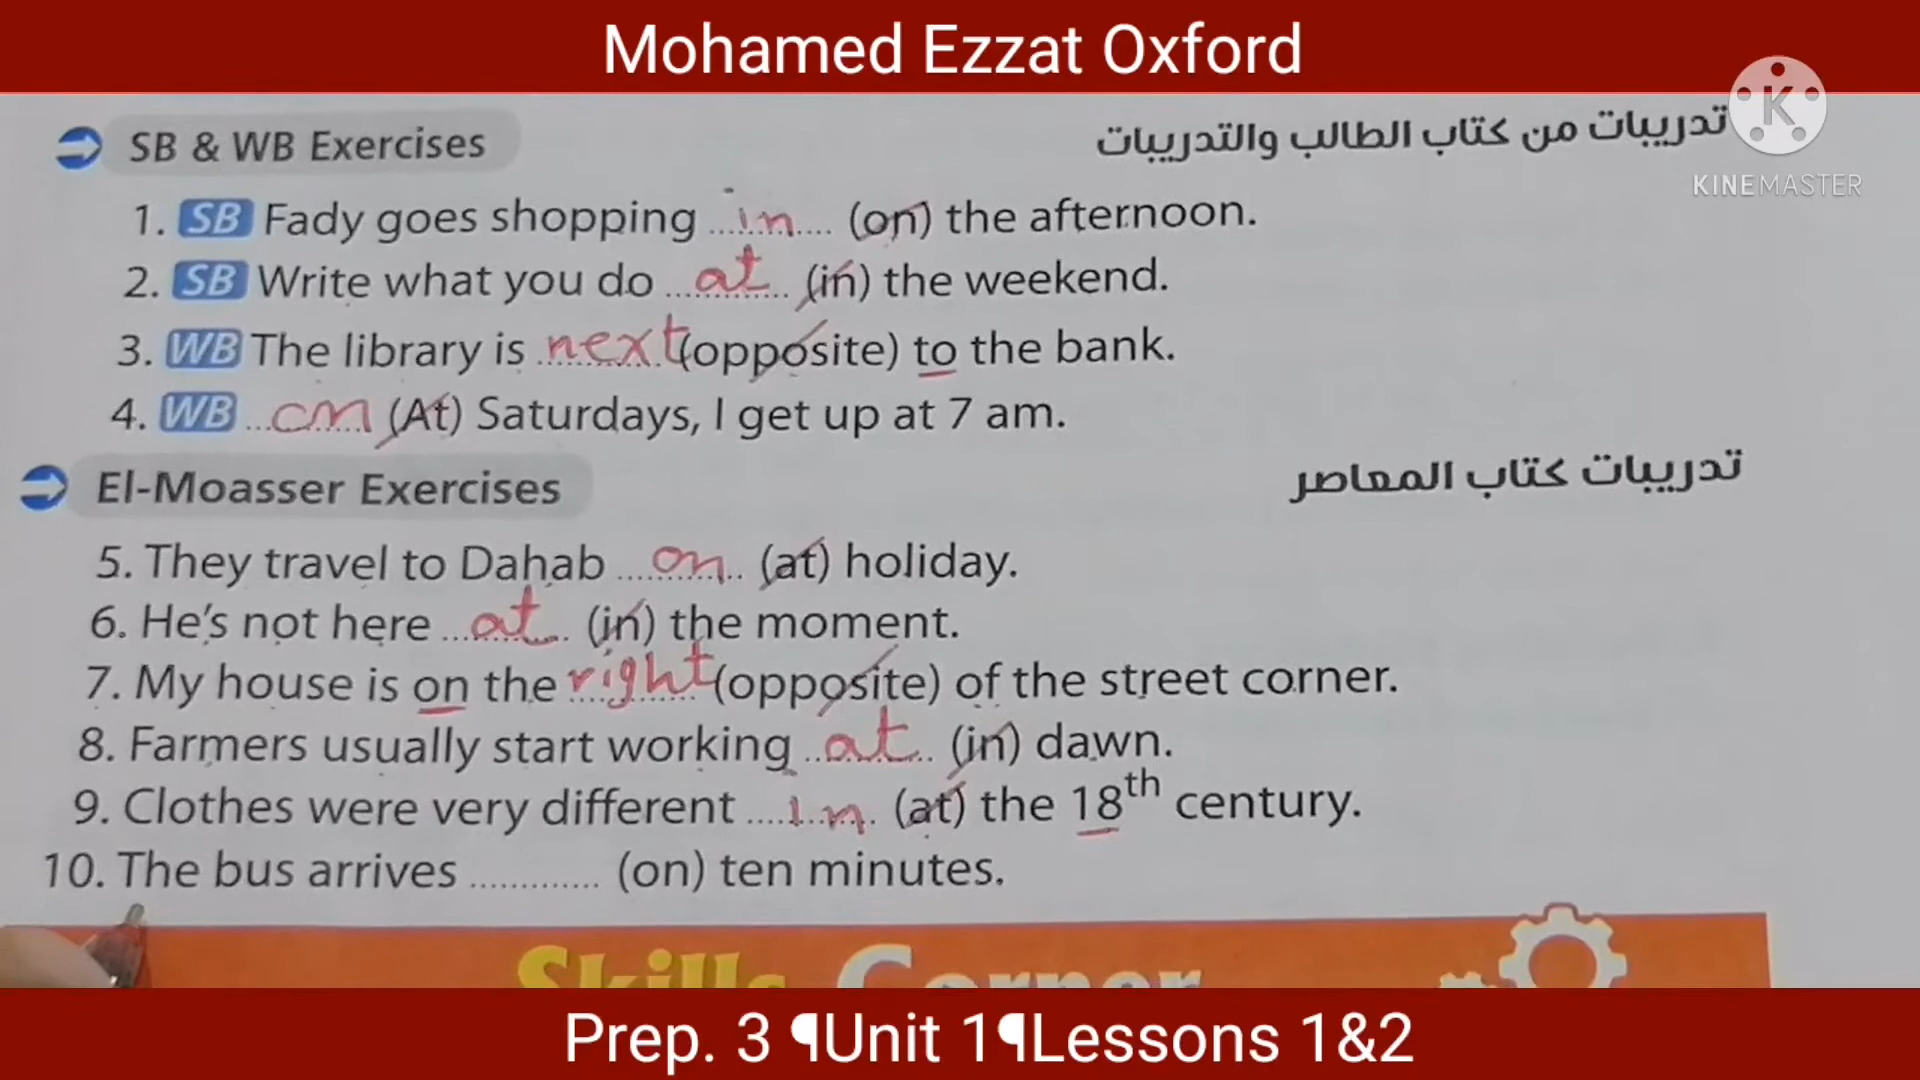 Mohamed Ezzat Oxford
KINEMASTER
SB & WB Exercises تدريبات من كتاب الطالب والتدريبات
1. SB Fady goes shopping ...in... (on) the afternoon.
2. SB Write what you do ...at... (in) the weekend.
3. WB The library is ...next... (opposite) to the bank.
4. WB ...on... (At) Saturdays, I get up at 7 am.
El-Moasser Exercises تدريبات كتاب المعاصر
5. They travel to Dahab ...on... (at) holiday.
6. He's not here ...at... (in) the moment.
7. My house is on the ...right... (opposite) of the street corner.
8. Farmers usually start working ...at... (in) dawn.
9. Clothes were very different ...in... (at) the 18th century.
10. The bus arrives ............. (on) ten minutes.
Skills Corner
Prep. 3 ¶Unit 1¶Lessons 1&2